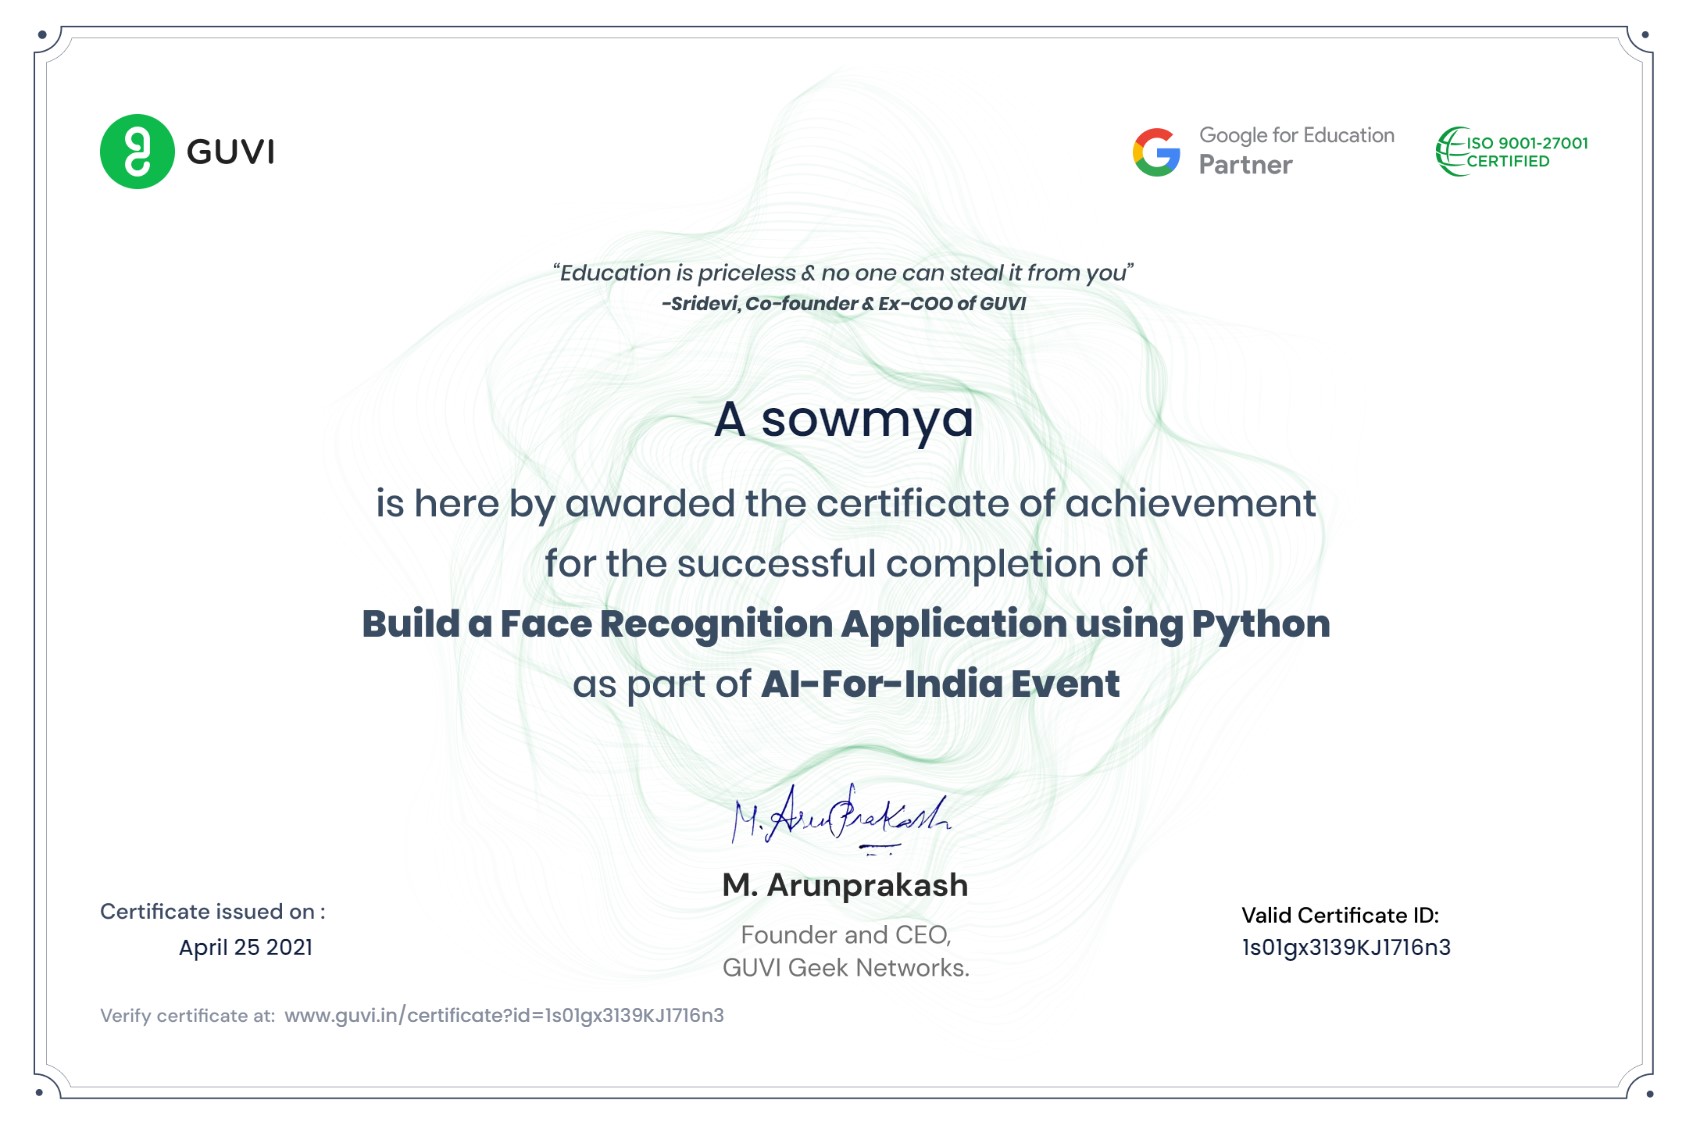 GUVI
Google for Education
Partner
ISO 9001-27001
CERTIFIED
“Education is priceless & no one can steal it from you”
-Sridevi, Co-founder & Ex-COO of GUVI
A sowmya
is here by awarded the certificate of achievement
for the successful completion of
Build a Face Recognition Application using Python
as part of AI-For-India Event
M. ArunPrakash
M. Arunprakash
Founder and CEO,
GUVI Geek Networks.
Certificate issued on :
April 25 2021
Valid Certificate ID:
1s01gx3139KJ1716n3
Verify certificate at: www.guvi.in/certificate?id=1s01gx3139KJ1716n3